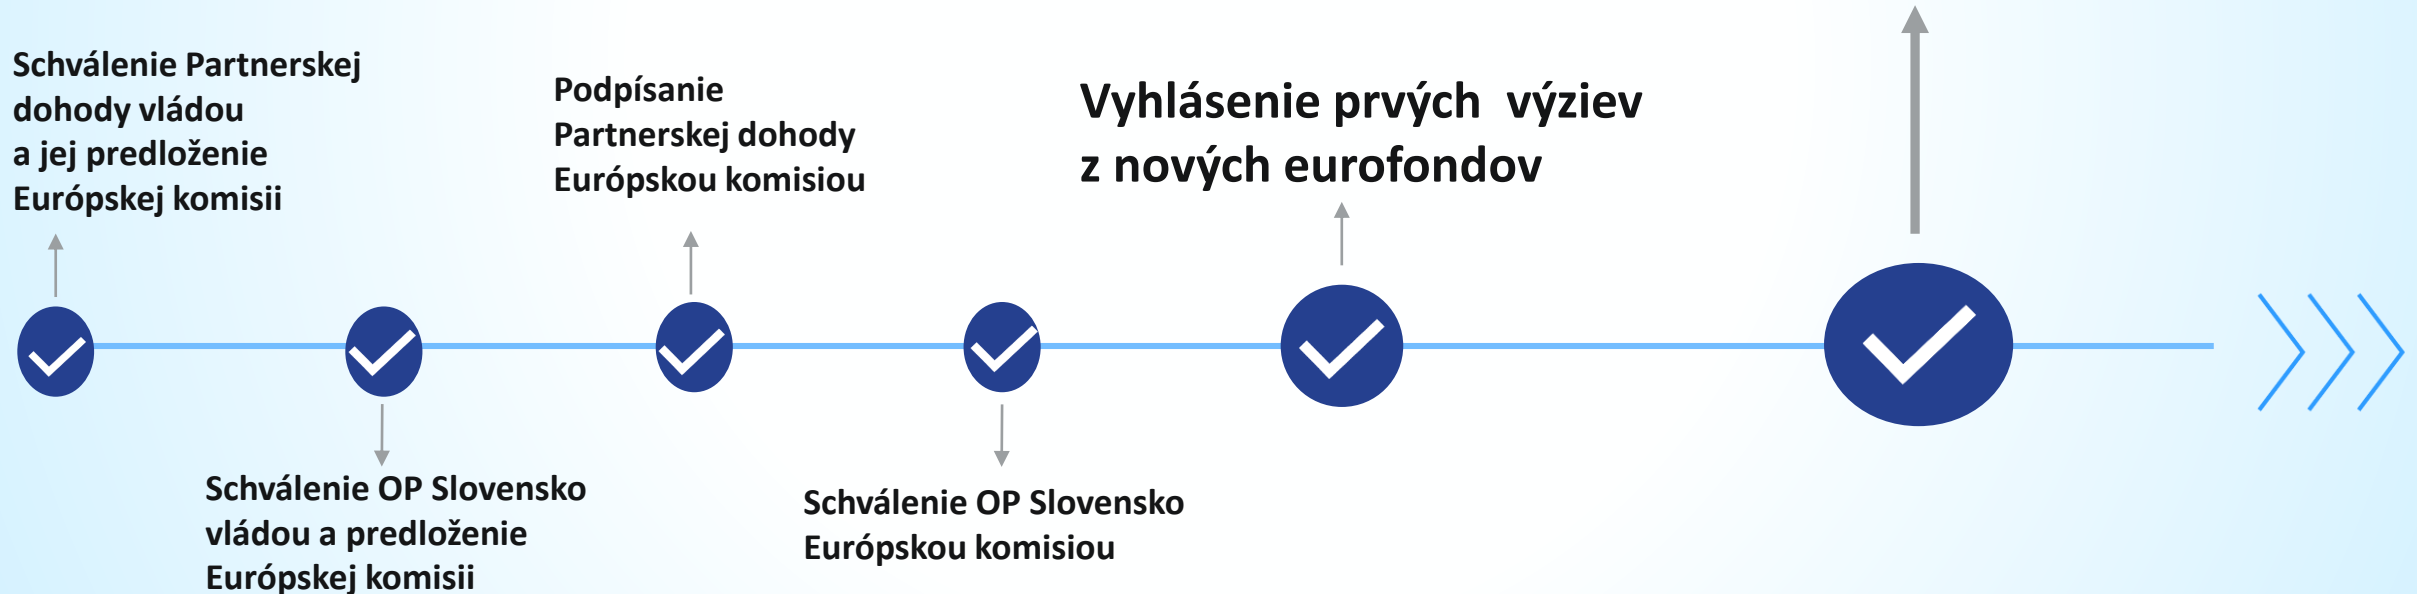 Schválenie Partnerskej
dohody vládou
a jej predloženie
Európskej komisii
Schválenie OP Slovensko
vládou a predloženie
Európskej komisii
Podpísanie
Partnerskej dohody
Európskou komisiou
Schválenie OP Slovensko
Európskou komisiou
Vyhlásenie prvých výziev
z nových eurofondov